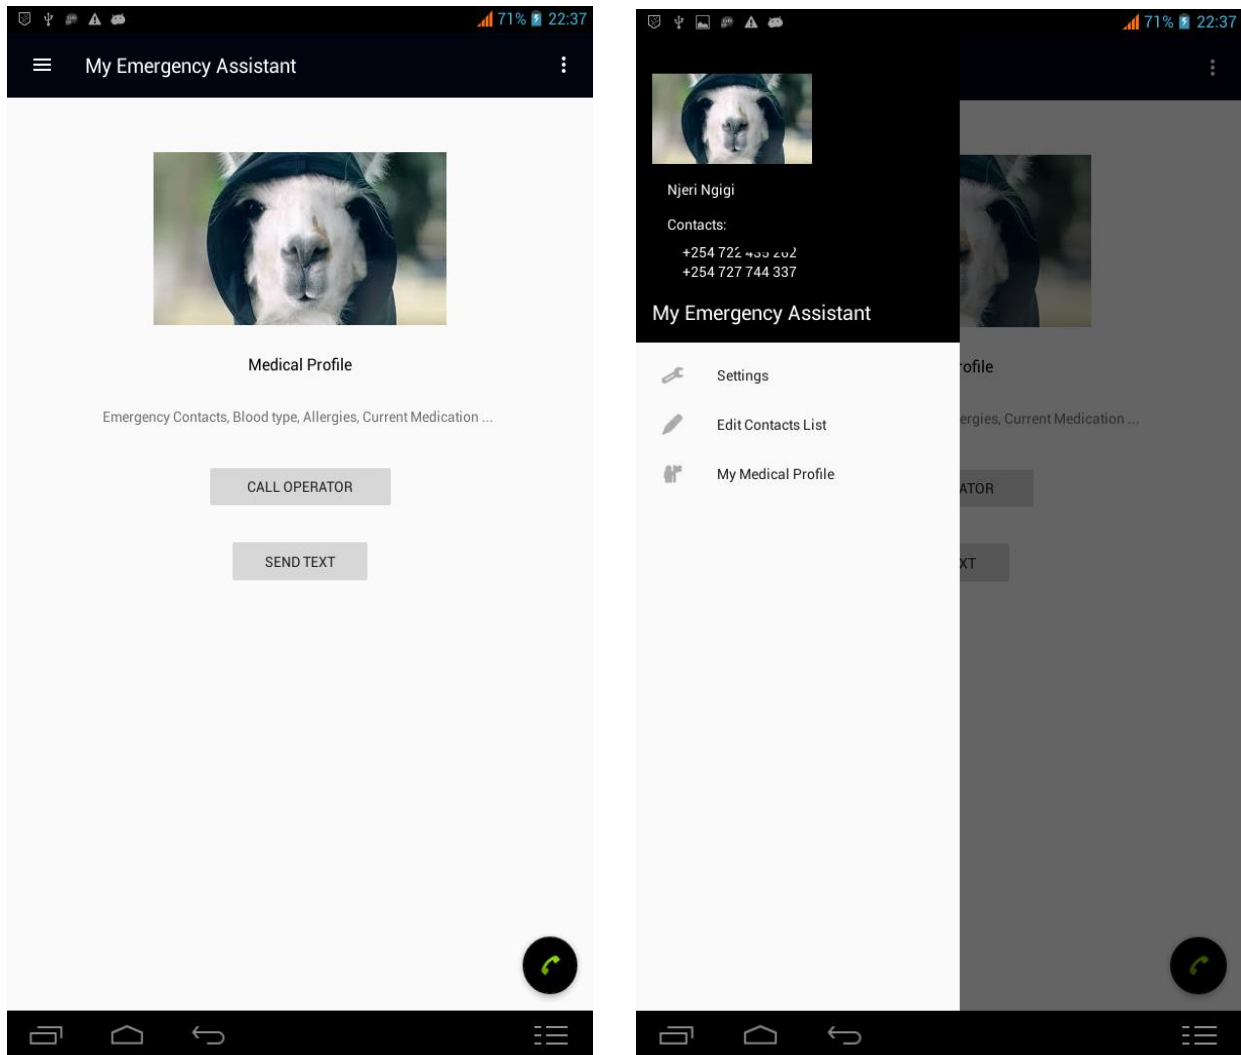 71% 22:37
My Emergency Assistant
Medical Profile
Emergency Contacts, Blood type, Allergies, Current Medication ...
CALL OPERATOR
SEND TEXT
71% 22:37
Njeri Ngigi
Contacts:
+254 722
+254 727 744 337
My Emergency Assistant
Settings
Edit Contacts List
My Medical Profile
ofile
ergies, Current Medication ...
ATOR
XT